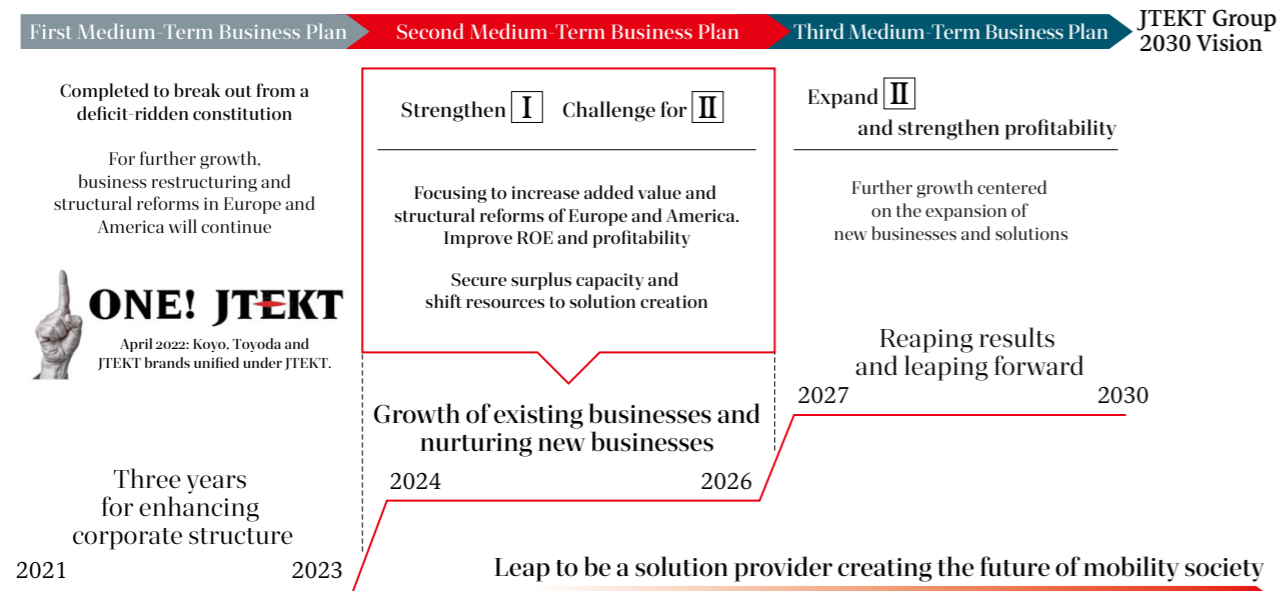 First Medium-Term Business Plan
Second Medium-Term Business Plan
Third Medium-Term Business Plan
JTEKT Group
2030 Vision
Completed to break out from a
deficit-ridden constitution
For further growth,
business restructuring and
structural reforms in Europe and
America will continue
ONE! JTEKT
April 2022: Koyo, Toyoda and
JTEKT brands unified under JTEKT.
Three years
for enhancing
corporate structure
2021
2023
Strengthen I Challenge for II
Focusing to increase added value and
structural reforms of Europe and America.
Improve ROE and profitability
Secure surplus capacity and
shift resources to solution creation
Growth of existing businesses and
nurturing new businesses
2024
2026
Expand II
and strengthen profitability
Further growth centered
on the expansion of
new businesses and solutions
Reaping results
and leaping forward
2027
2030
Leap to be a solution provider creating the future of mobility society